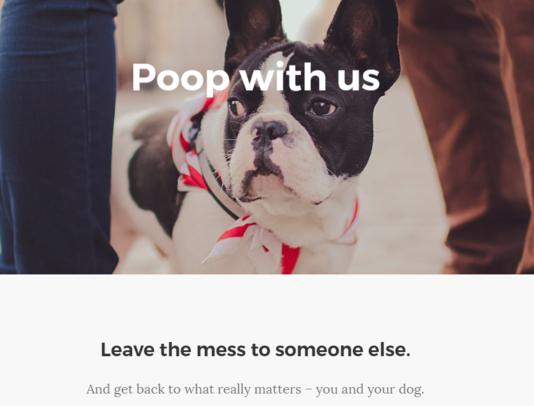 Poop with us
Leave the mess to someone else.
And get back to what really matters – you and your dog.